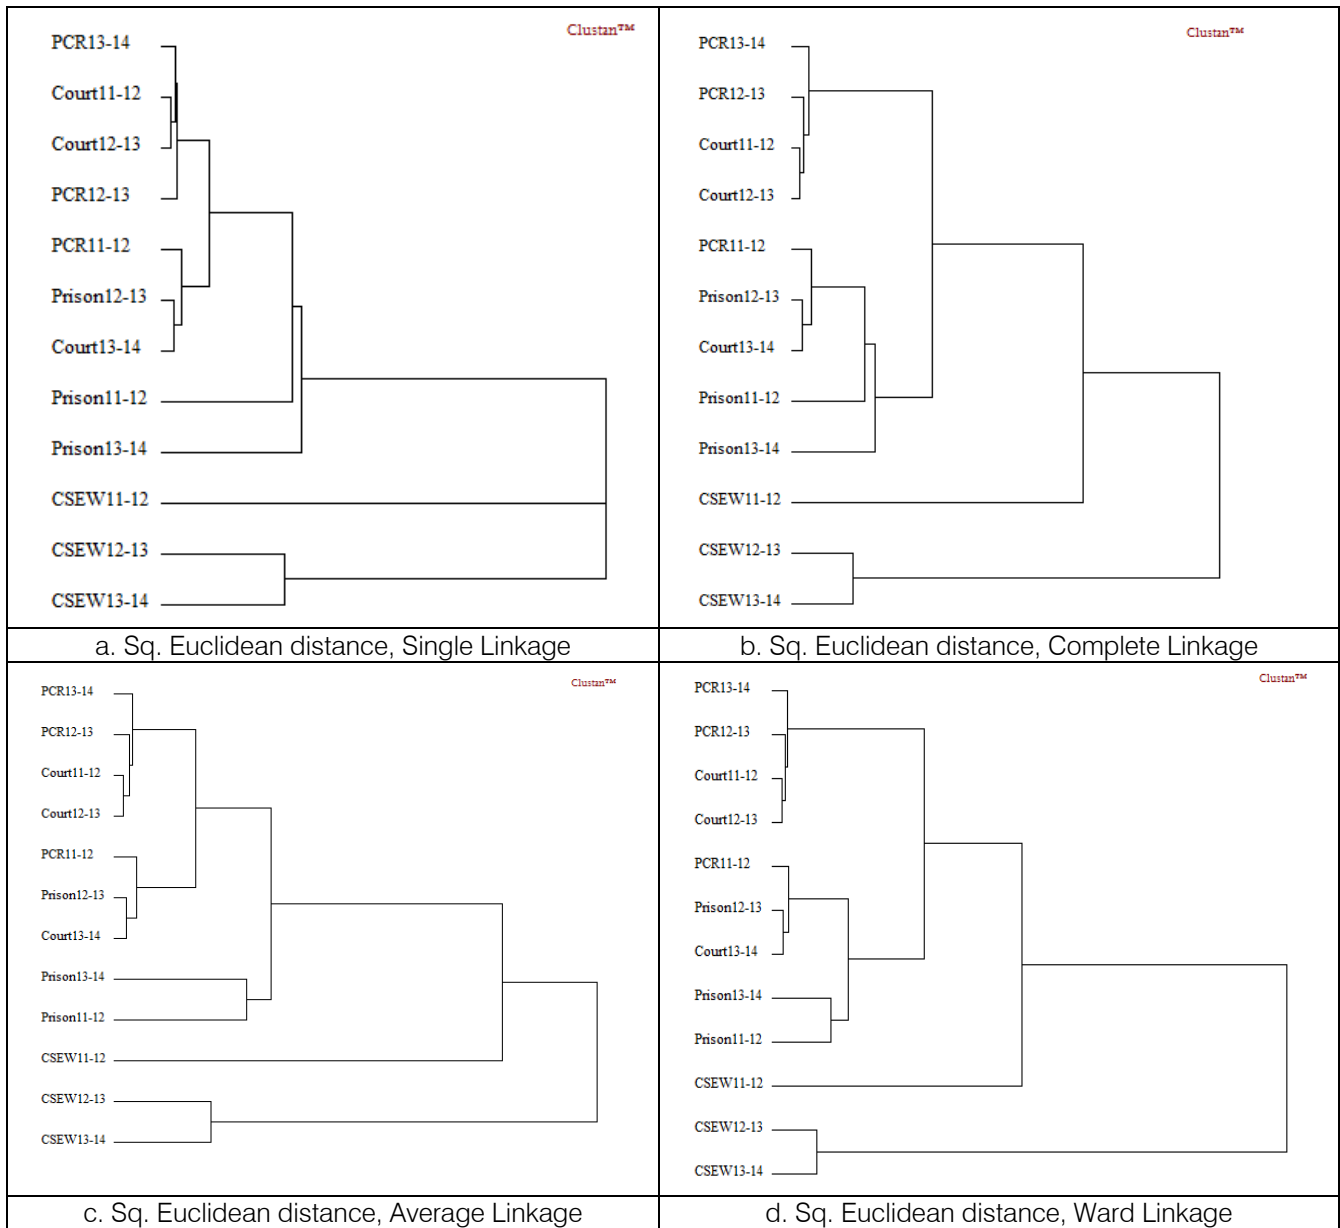 Clustan™
PCR13-14
Court11-12
Court12-13
PCR12-13
PCR11-12
Prison12-13
Court13-14
Prison11-12
Prison13-14
CSEW11-12
CSEW12-13
CSEW13-14
a. Sq. Euclidean distance, Single Linkage
Clustan™
PCR13-14
PCR12-13
Court11-12
Court12-13
PCR11-12
Prison12-13
Court13-14
Prison11-12
Prison13-14
CSEW11-12
CSEW12-13
CSEW13-14
b. Sq. Euclidean distance, Complete Linkage
Clustan™
PCR13-14
PCR12-13
Court11-12
Court12-13
PCR11-12
Prison12-13
Court13-14
Prison13-14
Prison11-12
CSEW11-12
CSEW12-13
CSEW13-14
c. Sq. Euclidean distance, Average Linkage
Clustan™
PCR13-14
PCR12-13
Court11-12
Court12-13
PCR11-12
Prison12-13
Court13-14
Prison13-14
Prison11-12
CSEW11-12
CSEW12-13
CSEW13-14
d. Sq. Euclidean distance, Ward Linkage